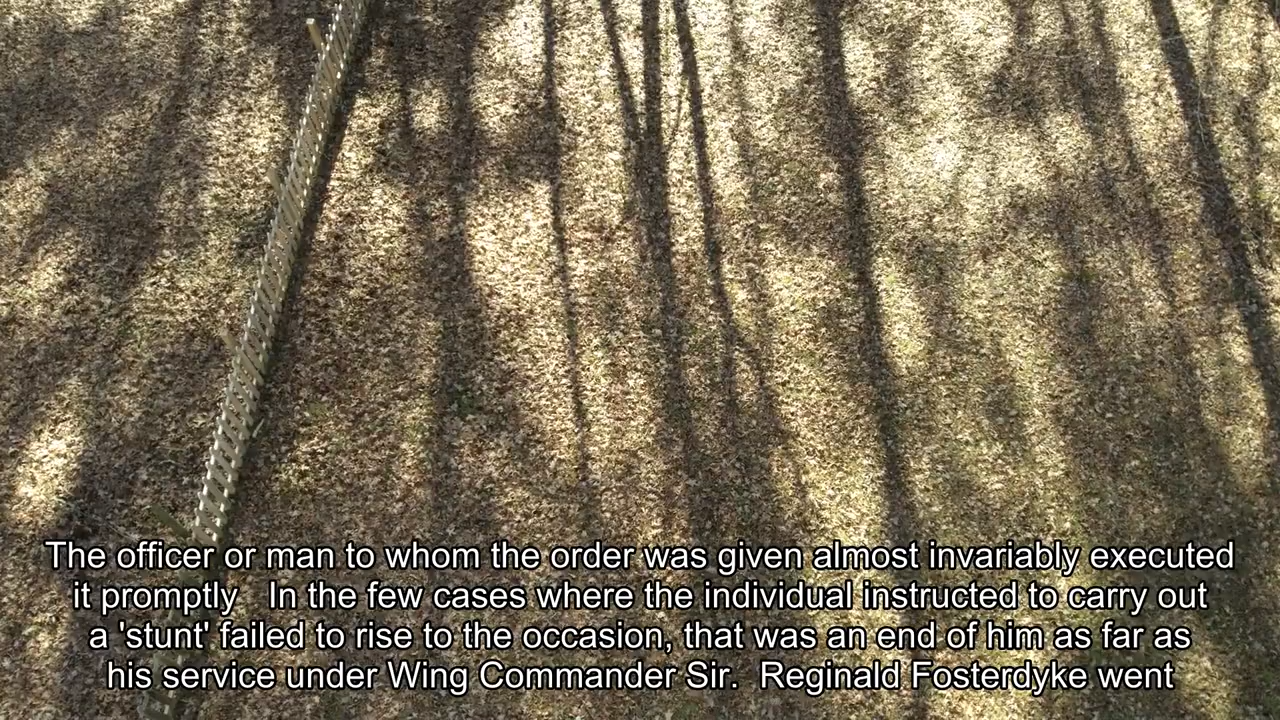 The officer or man to whom the order was given almost invariably executed
it promptly   In the few cases where the individual instructed to carry out
a 'stunt' failed to rise to the occasion, that was an end of him as far as
his service under Wing Commander Sir.  Reginald Fosterdyke went